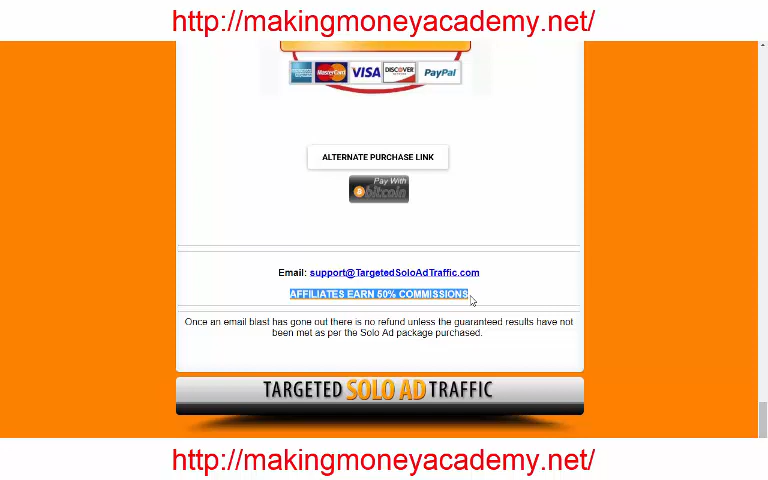 http://makingmoneyacademy.net/
MasterCard VISA DISCOVER PayPal
ALTERNATE PURCHASE LINK
Pay With
bitcoin
Email: support@TargetedSoloAdTraffic.com
AFFILIATES EARN 50% COMMISSIONS
Once an email blast has gone out there is no refund unless the guaranteed results have not
been met as per the Solo Ad package purchased.
TARGETED SOLO AD TRAFFIC
http://makingmoneyacademy.net/